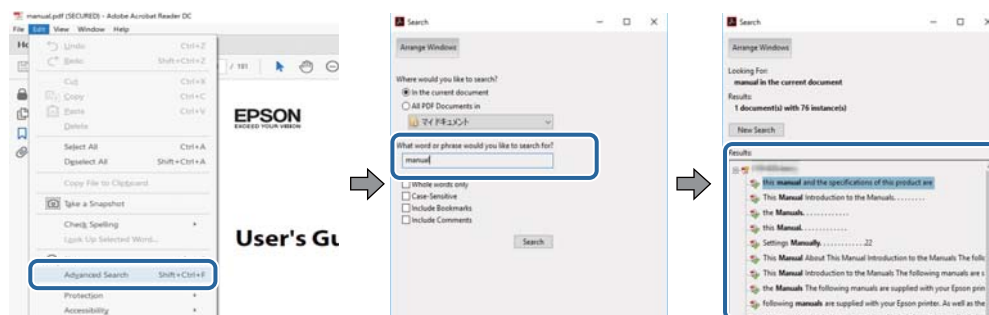 manual.pdf (SECURED) - Adobe Acrobat Reader DC
File Edit View Window Help
Undo Ctrl+Z
Redo Shift+Ctrl+Z
Cut Ctrl+X
Copy Ctrl+C
Paste Ctrl+V
Delete
Select All Ctrl+A
Deselect All Shift+Ctrl+A
Copy File to Clipboard
Take a Snapshot
Check Spelling
Look Up Selected Word...
Advanced Search Shift+Ctrl+F
Protection
Accessibility
/ 181
EPSON
EXCEED YOUR VISION
User's Gu
Search
Arrange Windows
Where would you like to search?
In the current document
All PDF Documents in
マイ ドキュメント
What word or phrase would you like to search for?
manual
Whole words only
Case-Sensitive
Include Bookmarks
Include Comments
Search
Search
Arrange Windows
Looking For:
manual in the current document
Results:
1 document(s) with 76 instance(s)
New Search
Results:
this manual and the specifications of this product are
This Manual Introduction to the Manuals. . . . . . . . .
the Manuals. . . . . . . . . . . . .
this Manual. . . . . . . . . . . . .
Settings Manually. . . . . . . . . . . .22
This Manual About This Manual Introduction to the Manuals The follo
This Manual Introduction to the Manuals The following manuals are s
the Manuals The following manuals are supplied with your Epson prin
following manuals are supplied with your Epson printer. As well as the